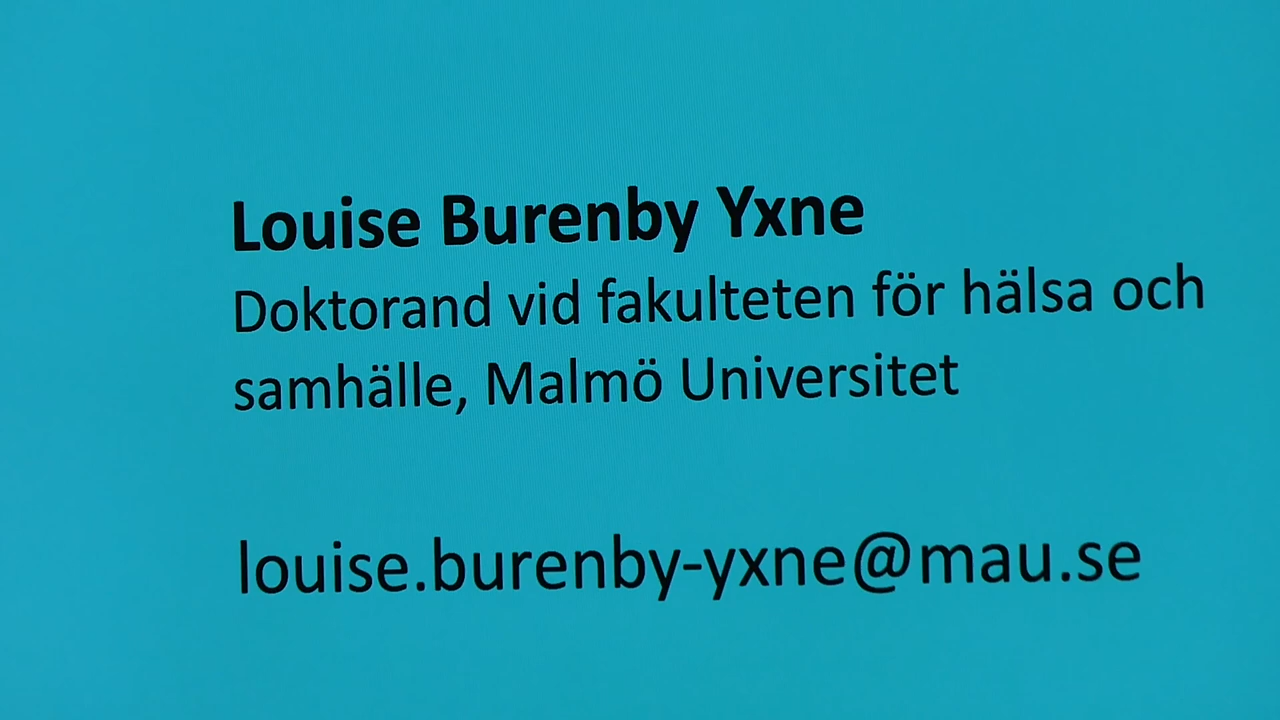 Louise Burenby Yxne
Doktorand vid fakulteten för hälsa och
samhälle, Malmö Universitet
louise.burenby-yxne@mau.se